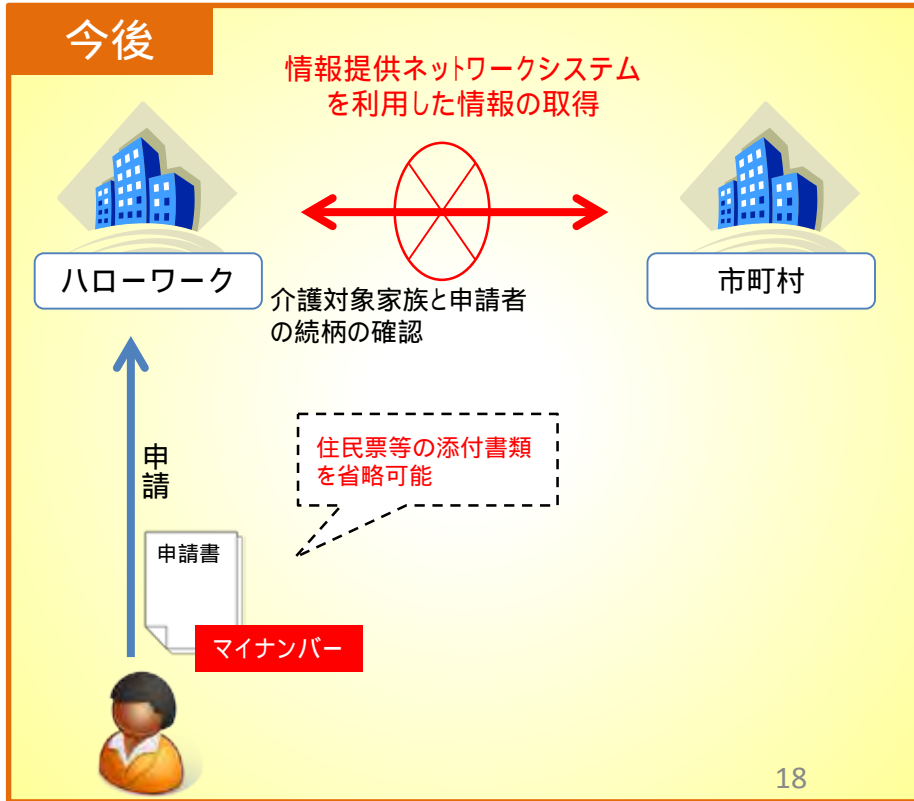 今後
情報提供ネットワークシステム
を利用した情報の取得
ハローワーク
市町村
介護対象家族と申請者
の続柄の確認
申請
住民票等の添付書類
を省略可能
申請書
マイナンバー
18